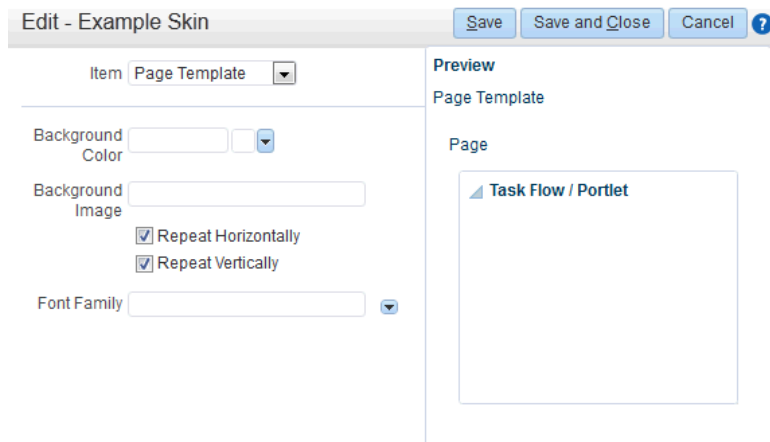 Edit - Example Skin
Save
Save and Close
Cancel
?
Item Page Template
Preview
Page Template
Background
Color
Page
Background
Image
Task Flow / Portlet
Repeat Horizontally
Repeat Vertically
Font Family